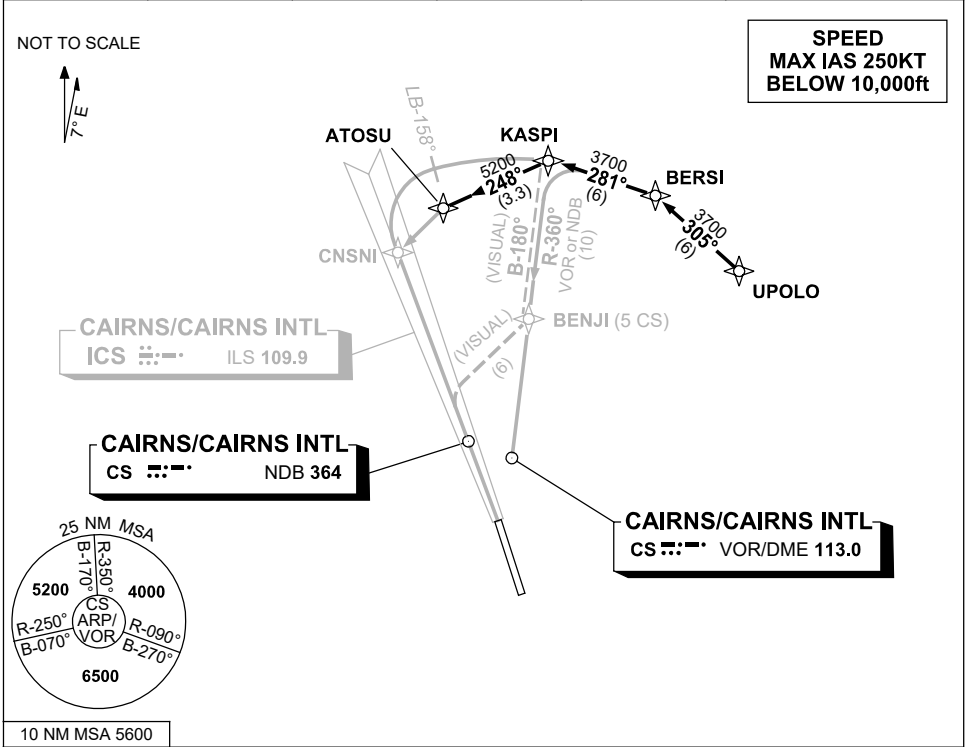 NOT TO SCALE
7° E
SPEED
MAX IAS 250KT
BELOW 10,000ft
LB-158°
ATOSU
KASPI
5200
248°
(3.3)
3700
281°
(6)
BERSI
3700
305°
(6)
UPOLO
CNSNI
(VISUAL)
B-180°
R-360°
VOR or NDB
(10)
BENJI (5 CS)
(VISUAL)
(6)
CAIRNS/CAIRNS INTL
ICS ILS 109.9
CAIRNS/CAIRNS INTL
CS NDB 364
CAIRNS/CAIRNS INTL
CS VOR/DME 113.0
25 NM MSA
B-170°
R-350°
5200
4000
CS
ARP/
VOR
R-250°
B-070°
R-090°
B-270°
6500
10 NM MSA 5600